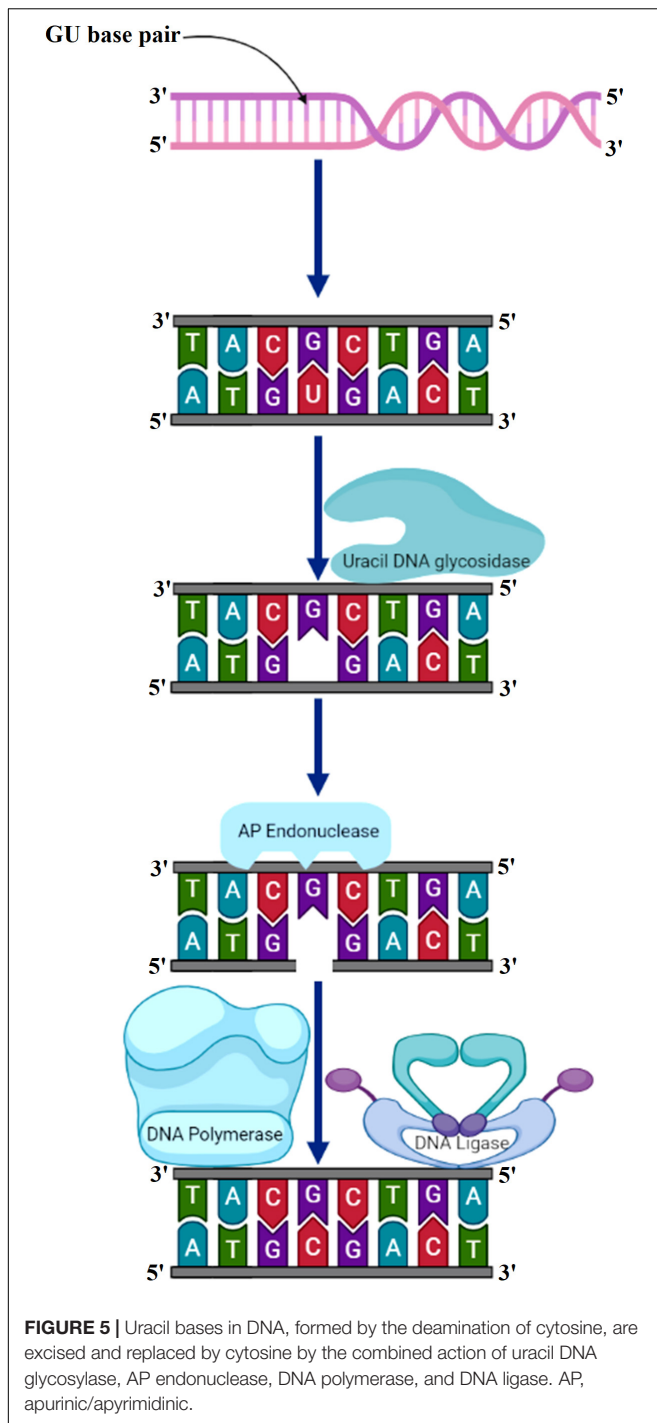 GU base pair
3' 5'
5' 3'
3' 5'
T A C G C T G A
A T G U G A C T
5' 3'
Uracil DNA glycosidase
3' 5'
T A C G C T G A
A T G G A C T
5' 3'
AP Endonuclease
3' 5'
T A C G C T G A
A T G G A C T
5' 3'
DNA Polymerase DNA Ligase
3' 5'
T A C G C T G A
A T G C G A C T
5' 3'
FIGURE 5 | Uracil bases in DNA, formed by the deamination of cytosine, are
excised and replaced by cytosine by the combined action of uracil DNA
glycosylase, AP endonuclease, DNA polymerase, and DNA ligase. AP,
apurinic/apyrimidinic.